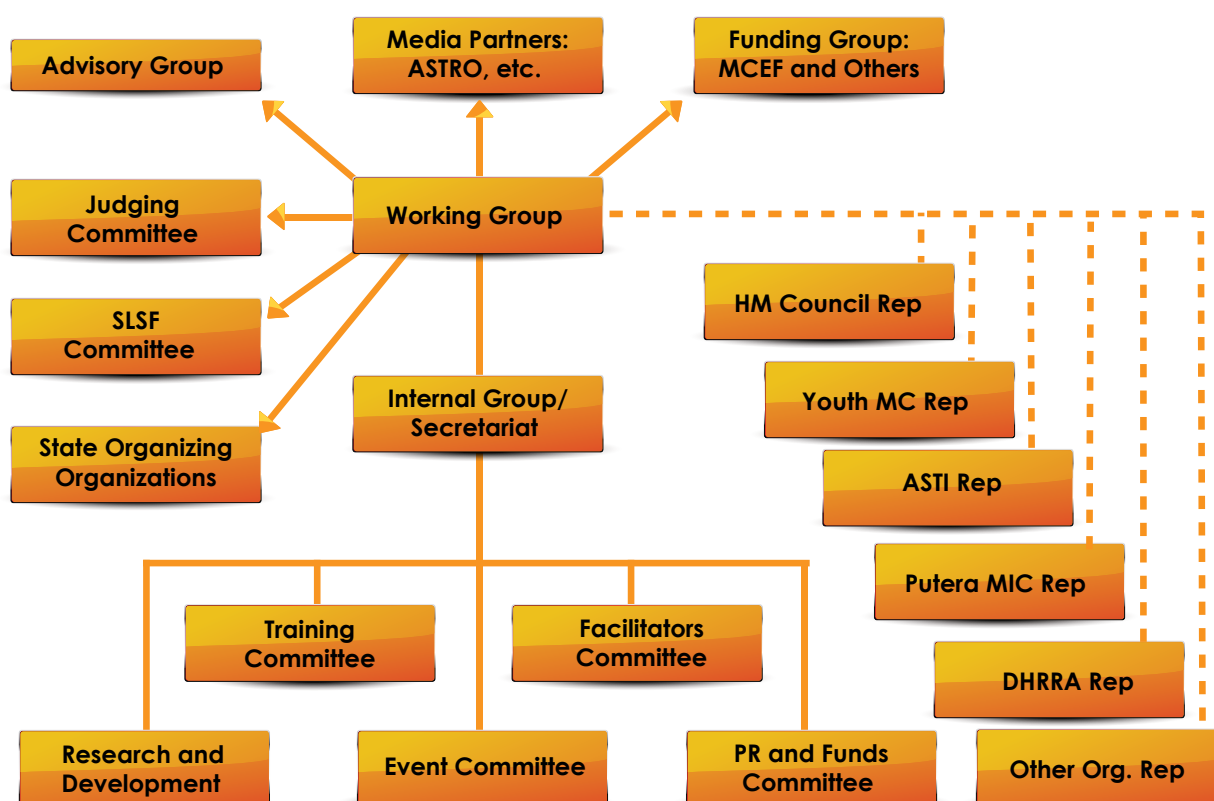 Advisory Group
Media Partners:
ASTRO, etc.
Funding Group:
MCEF and Others
Judging
Committee
Working Group
HM Council Rep
SLSF
Committee
Youth MC Rep
Internal Group/
Secretariat
State Organizing
Organizations
ASTI Rep
Putera MIC Rep
Training
Committee
Facilitators
Committee
DHRRA Rep
Research and
Development
Event Committee
PR and Funds
Committee
Other Org. Rep